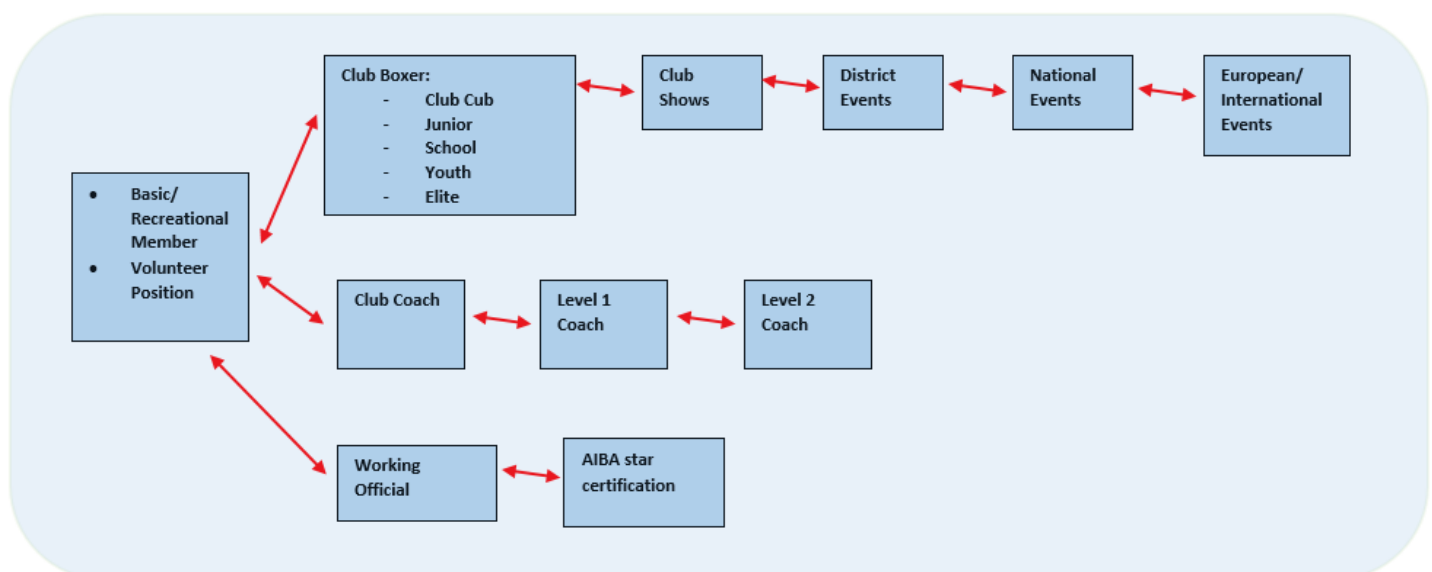 Club Boxer:
- Club Cub
- Junior
- School
- Youth
- Elite
Club
Shows
District
Events
National
Events
European/
International
Events
• Basic/
Recreational
Member
• Volunteer
Position
Club Coach
Level 1
Coach
Level 2
Coach
Working
Official
AIBA star
certification